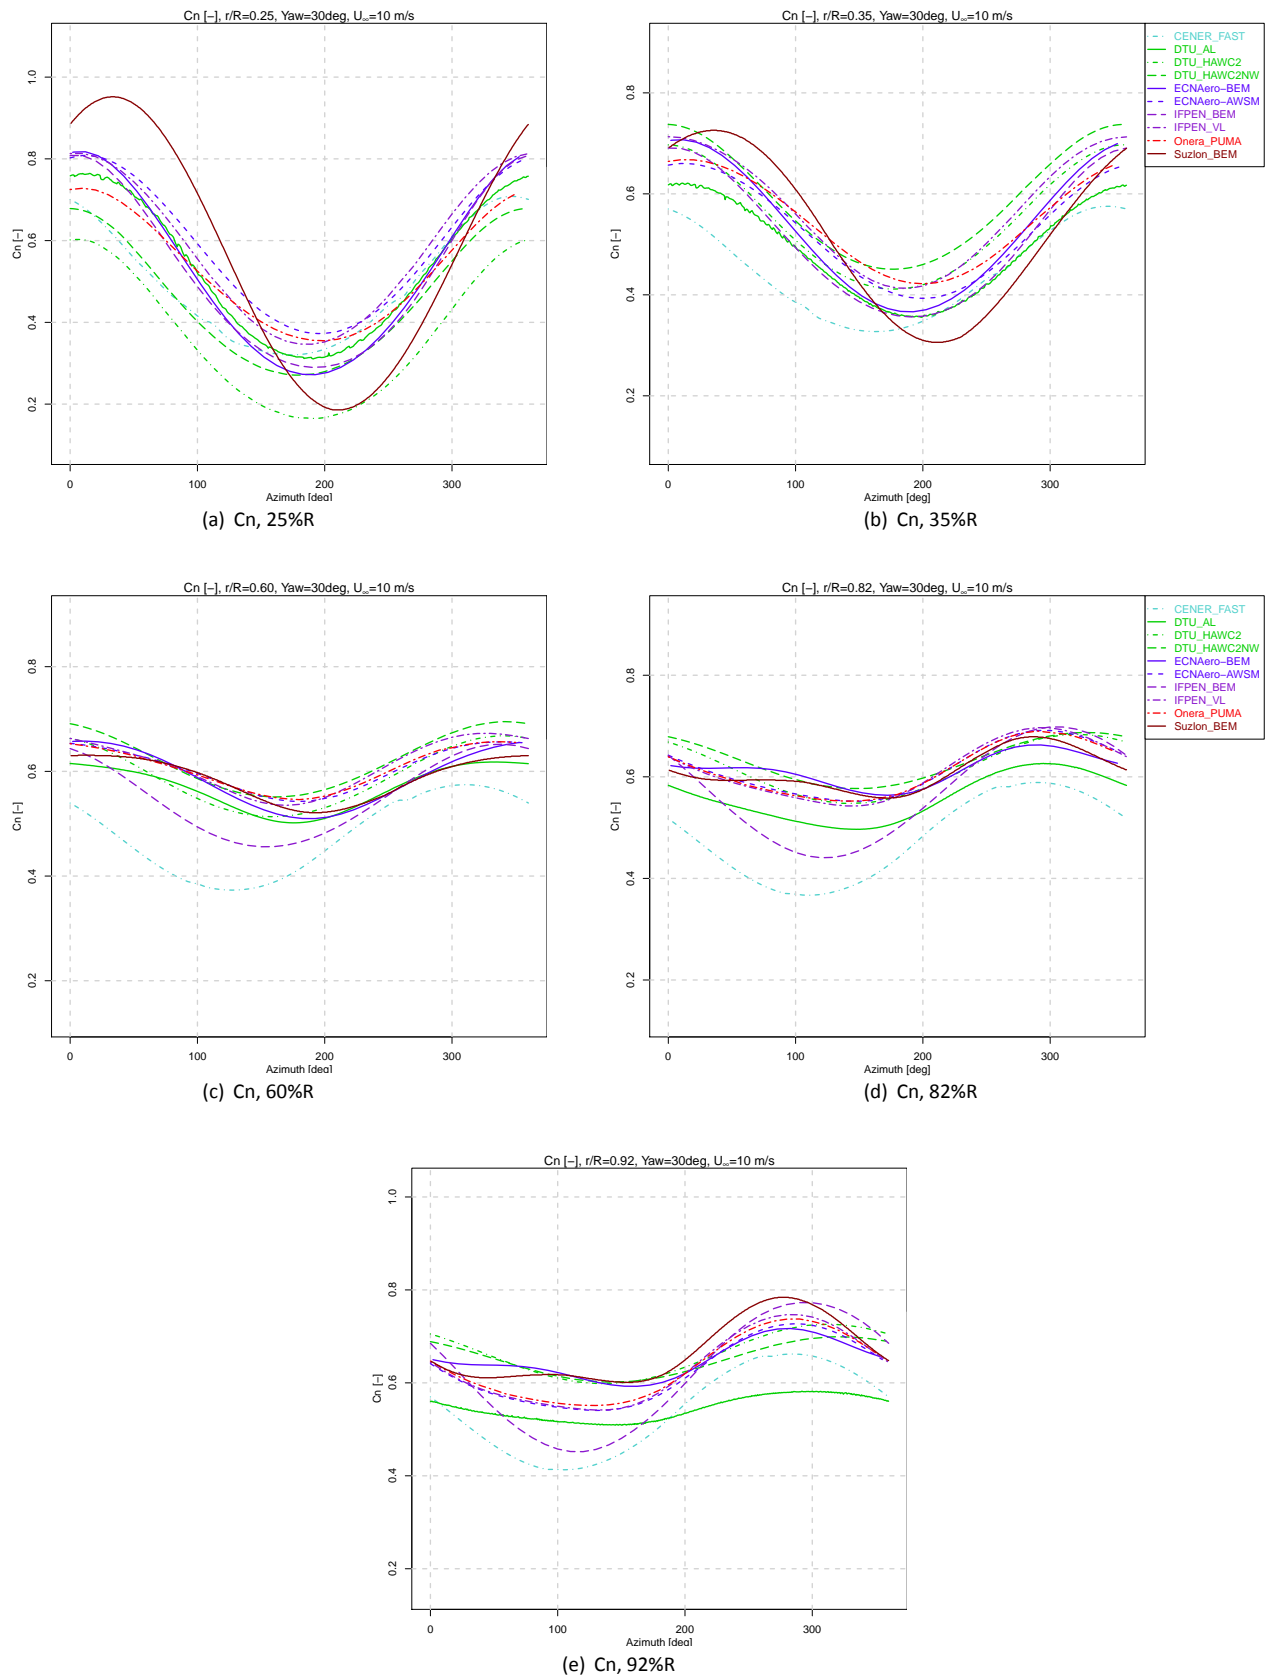 Cn [−], r/R=0.25, Yaw=30deg, U∞=10 m/s
Cn [−]
1.0
0.8
0.6
0.4
0.2
0 100 200 300
Azimuth [deg]
(a) Cn, 25%R
Cn [−], r/R=0.35, Yaw=30deg, U∞=10 m/s
Cn [−]
0.8
0.6
0.4
0.2
0 100 200 300
Azimuth [deg]
(b) Cn, 35%R
CENER_FAST
DTU_AL
DTU_HAWC2
DTU_HAWC2NW
ECNAero−BEM
ECNAero−AWSM
IFPEN_BEM
IFPEN_VL
Onera_PUMA
Suzlon_BEM
Cn [−], r/R=0.60, Yaw=30deg, U∞=10 m/s
Cn [−]
0.8
0.6
0.4
0.2
0 100 200 300
Azimuth [deg]
(c) Cn, 60%R
Cn [−], r/R=0.82, Yaw=30deg, U∞=10 m/s
Cn [−]
0.8
0.6
0.4
0.2
0 100 200 300
Azimuth [deg]
(d) Cn, 82%R
CENER_FAST
DTU_AL
DTU_HAWC2
DTU_HAWC2NW
ECNAero−BEM
ECNAero−AWSM
IFPEN_BEM
IFPEN_VL
Onera_PUMA
Suzlon_BEM
Cn [−], r/R=0.92, Yaw=30deg, U∞=10 m/s
Cn [−]
1.0
0.8
0.6
0.4
0.2
0 100 200 300
Azimuth [deg]
(e) Cn, 92%R